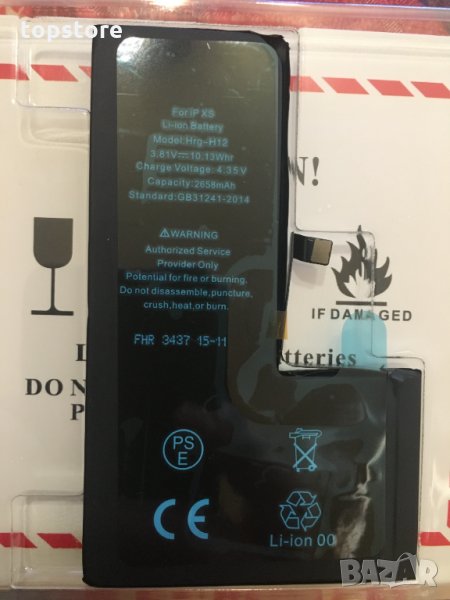 topstore
For iP XS
Li-ion Battery
Model:Hrg-H12
3.81V⎓10.13Whr
Charge Voltage: 4.35V
Capacity:2658mAh
Standard:GB31241-2014
W!
⚠WARNING
Authorized Service
Provider Only
Potential for fire or burning.
Do not disassemble,puncture,
crush,heat,or burn.
IF DAMAGED
FHR 3437 15-11
L
tteries
DO N
P
PS
E
CE
Li-ion 00
BAZAR